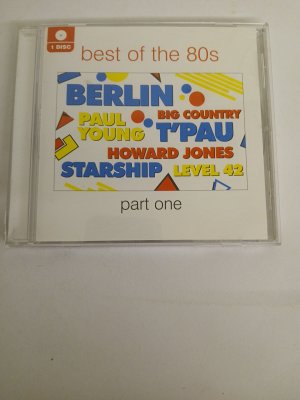 1 DISC
best of the 80s
BERLIN
BIG COUNTRY
PAUL
YOUNG
T'PAU
HOWARD JONES
STARSHIP
LEVEL 42
part one